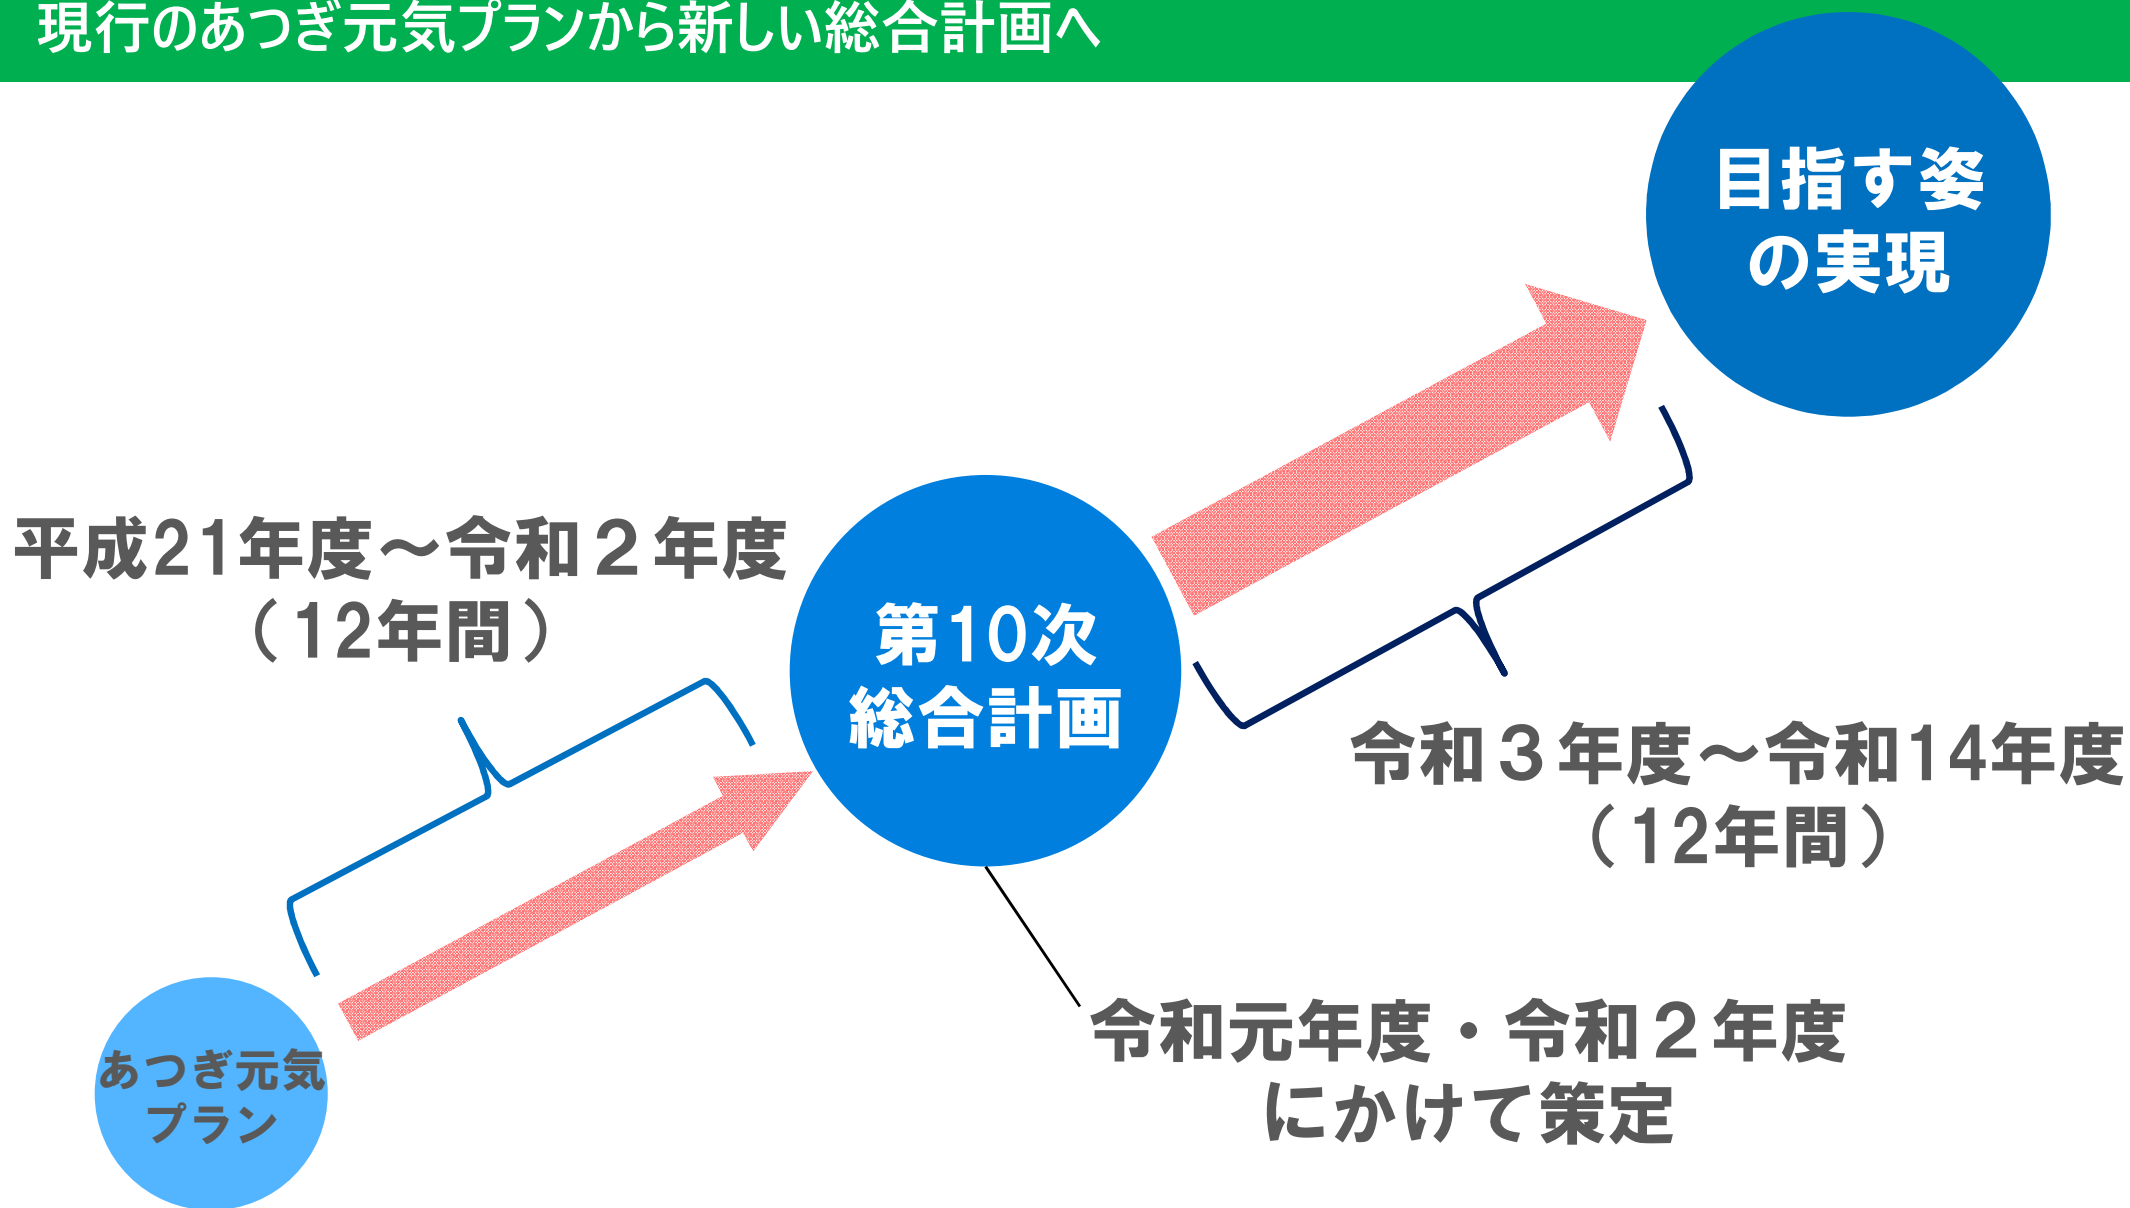 現行のあつぎ元気プランから新しい総合計画へ
目指す姿
の実現
平成21年度～令和２年度
（12年間）
第10次
総合計画
令和３年度～令和14年度
（12年間）
あつぎ元気
プラン
令和元年度・令和２年度
にかけて策定